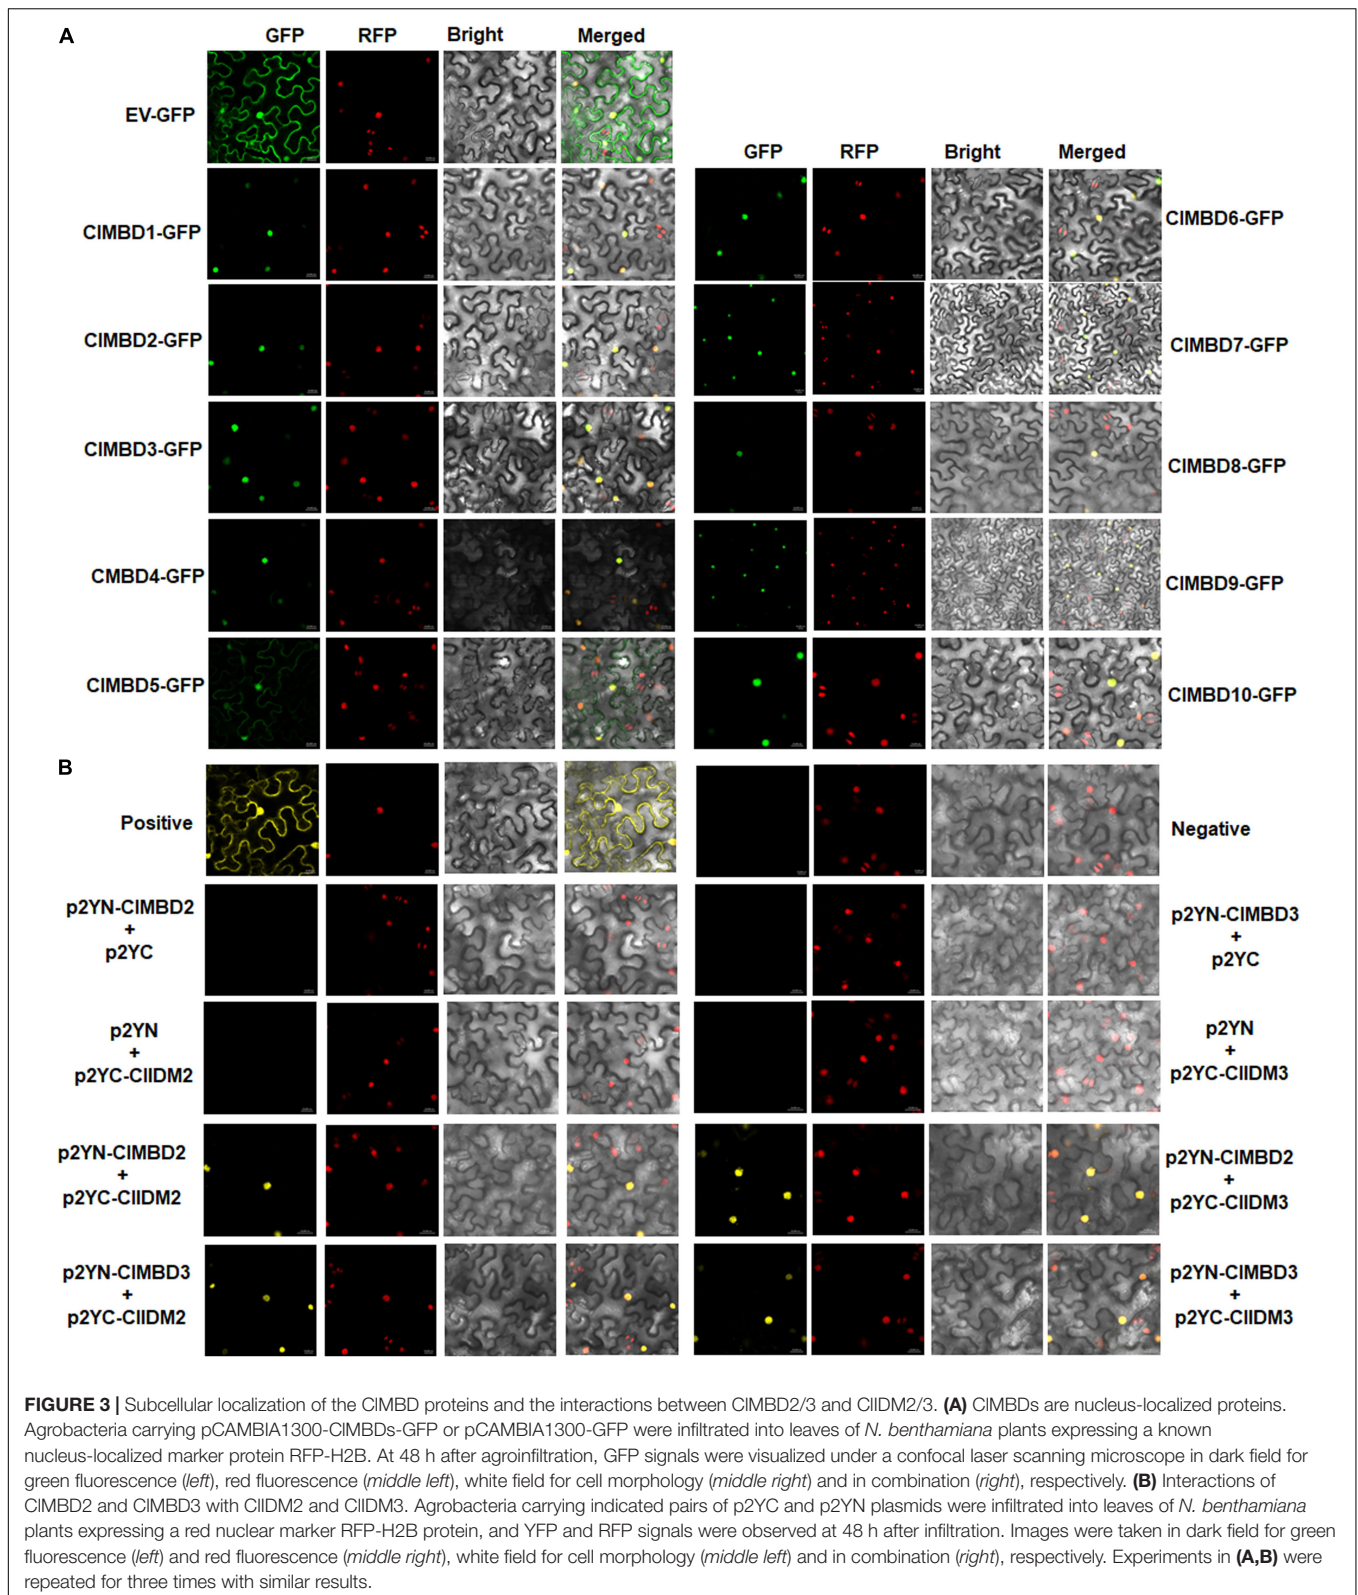 A
GFP RFP Bright Merged
EV-GFP
GFP RFP Bright Merged
ClMBD1-GFP
ClMBD6-GFP
ClMBD2-GFP
ClMBD7-GFP
ClMBD3-GFP
ClMBD8-GFP
CMBD4-GFP
ClMBD9-GFP
ClMBD5-GFP
ClMBD10-GFP
B
Positive
Negative
p2YN-ClMBD2
+
p2YC
p2YN-ClMBD3
+
p2YC
p2YN
+
p2YC-ClIDM2
p2YN
+
p2YC-ClIDM3
p2YN-ClMBD2
+
p2YC-ClIDM2
p2YN-ClMBD2
+
p2YC-ClIDM3
p2YN-ClMBD3
+
p2YC-ClIDM2
p2YN-ClMBD3
+
p2YC-ClIDM3
FIGURE 3 | Subcellular localization of the ClMBD proteins and the interactions between ClMBD2/3 and ClIDM2/3. (A) ClMBDs are nucleus-localized proteins.
Agrobacteria carrying pCAMBIA1300-ClMBDs-GFP or pCAMBIA1300-GFP were infiltrated into leaves of N. benthamiana plants expressing a known
nucleus-localized marker protein RFP-H2B. At 48 h after agroinfiltration, GFP signals were visualized under a confocal laser scanning microscope in dark field for
green fluorescence (left), red fluorescence (middle left), white field for cell morphology (middle right) and in combination (right), respectively. (B) Interactions of
ClMBD2 and ClMBD3 with ClIDM2 and ClIDM3. Agrobacteria carrying indicated pairs of p2YC and p2YN plasmids were infiltrated into leaves of N. benthamiana
plants expressing a red nuclear marker RFP-H2B protein, and YFP and RFP signals were observed at 48 h after infiltration. Images were taken in dark field for green
fluorescence (left) and red fluorescence (middle right), white field for cell morphology (middle left) and in combination (right), respectively. Experiments in (A,B) were
repeated for three times with similar results.